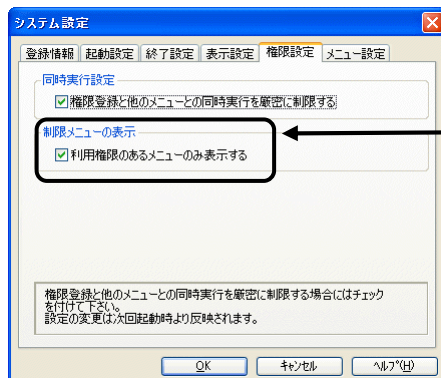 システム設定
登録情報 起動設定 終了設定 表示設定 権限設定 メニュー設定
同時実行設定
権限登録と他のメニューとの同時実行を厳密に制限する
制限メニューの表示
利用権限のあるメニューのみ表示する
権限登録と他のメニューとの同時実行を厳密に制限する場合にはチェック
を付けて下さい。
設定の変更は次回起動時より反映されます。
OK キャンセル ヘルプ(H)